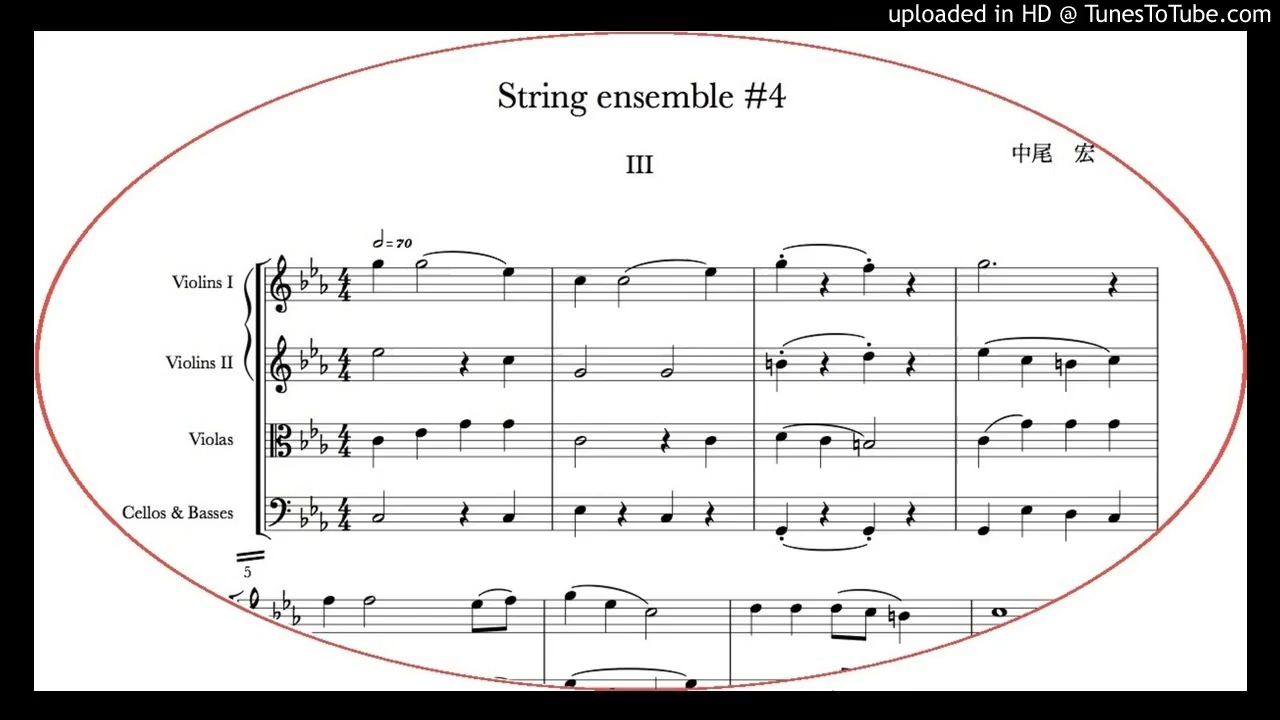 uploaded in HD @ TunesToTube.com
String ensemble #4
中尾　宏
III
𝅗𝅥=70
Violins I
Violins II
Violas
Cellos & Basses
5